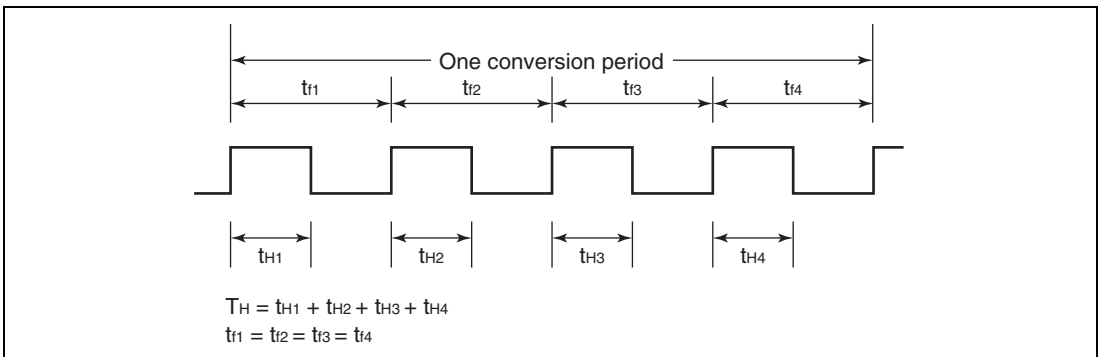 One conversion period
tf1 tf2 tf3 tf4
tH1 tH2 tH3 tH4
TH = tH1 + tH2 + tH3 + tH4
tf1 = tf2 = tf3 = tf4